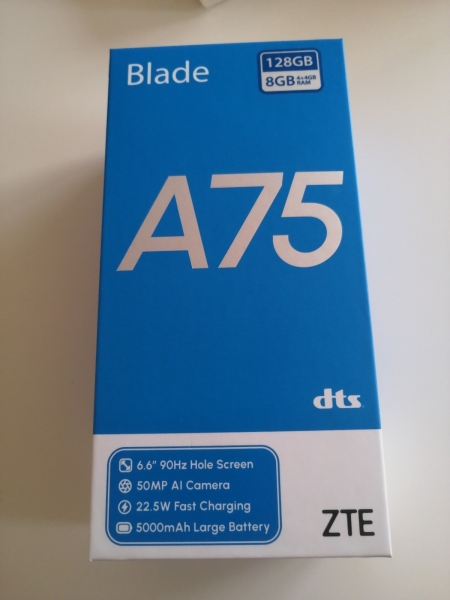 Blade
128GB
8GB 4+4GB
RAM
A75
dts
6.6" 90Hz Hole Screen
50MP AI Camera
22.5W Fast Charging
5000mAh Large Battery
ZTE